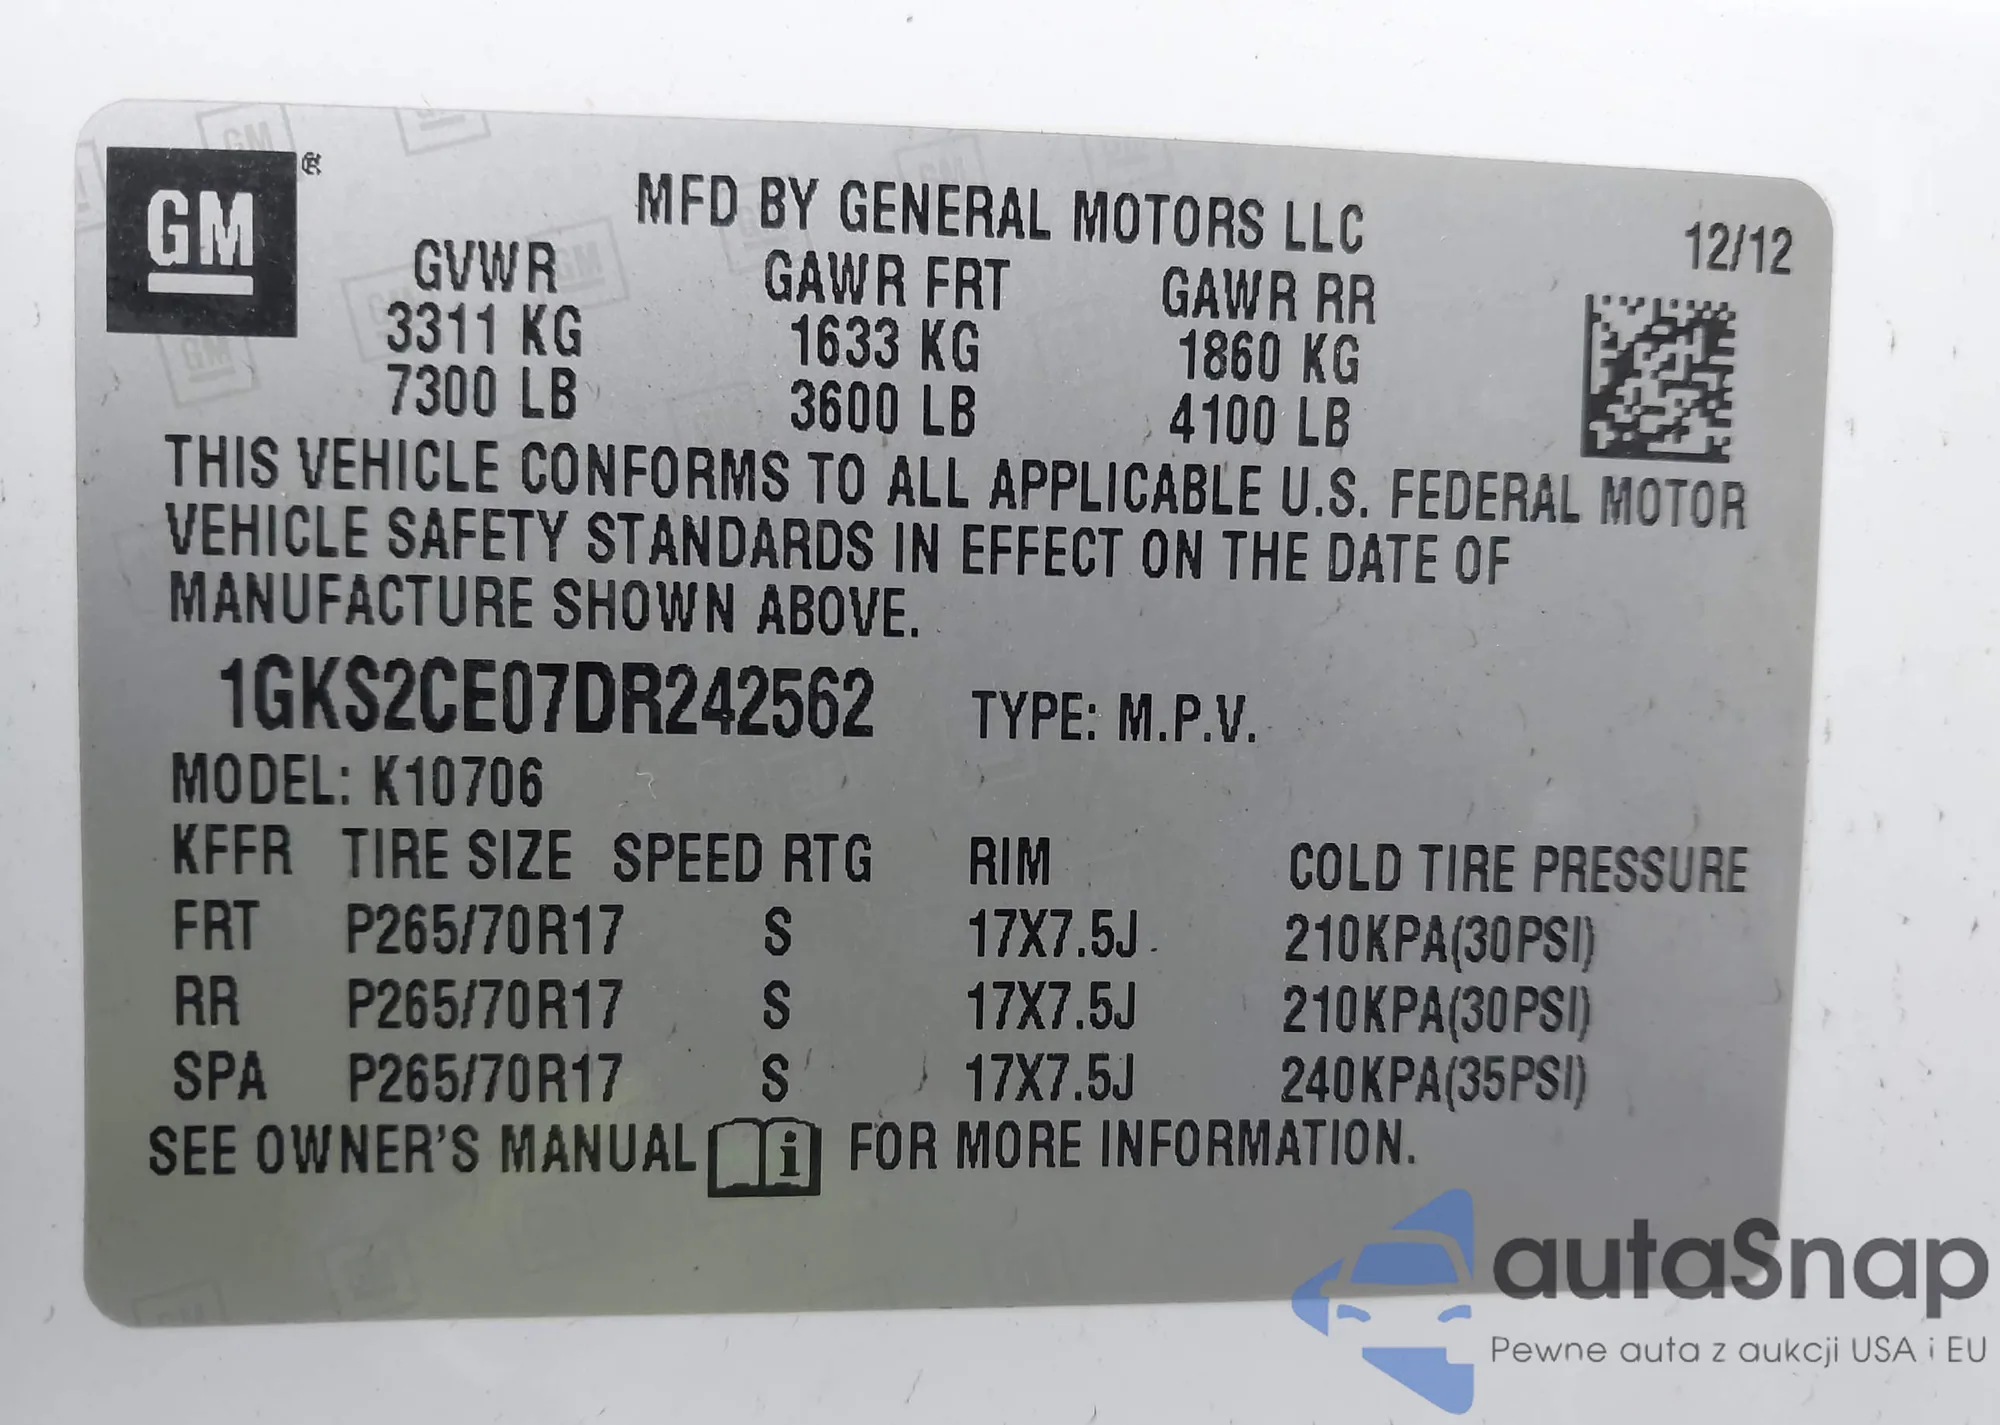 GM ®
MFD BY GENERAL MOTORS LLC 12/12
GVWR GAWR FRT GAWR RR
3311 KG 1633 KG 1860 KG
7300 LB 3600 LB 4100 LB
THIS VEHICLE CONFORMS TO ALL APPLICABLE U.S. FEDERAL MOTOR
VEHICLE SAFETY STANDARDS IN EFFECT ON THE DATE OF
MANUFACTURE SHOWN ABOVE.
1GKS2CE07DR242562 TYPE: M.P.V.
MODEL: K10706
KFFR TIRE SIZE SPEED RTG RIM COLD TIRE PRESSURE
FRT P265/70R17 S 17X7.5J 210KPA(30PSI)
RR P265/70R17 S 17X7.5J 210KPA(30PSI)
SPA P265/70R17 S 17X7.5J 240KPA(35PSI)
SEE OWNER'S MANUAL i FOR MORE INFORMATION.
autaSnap
Pewne auta z aukcji USA i EU